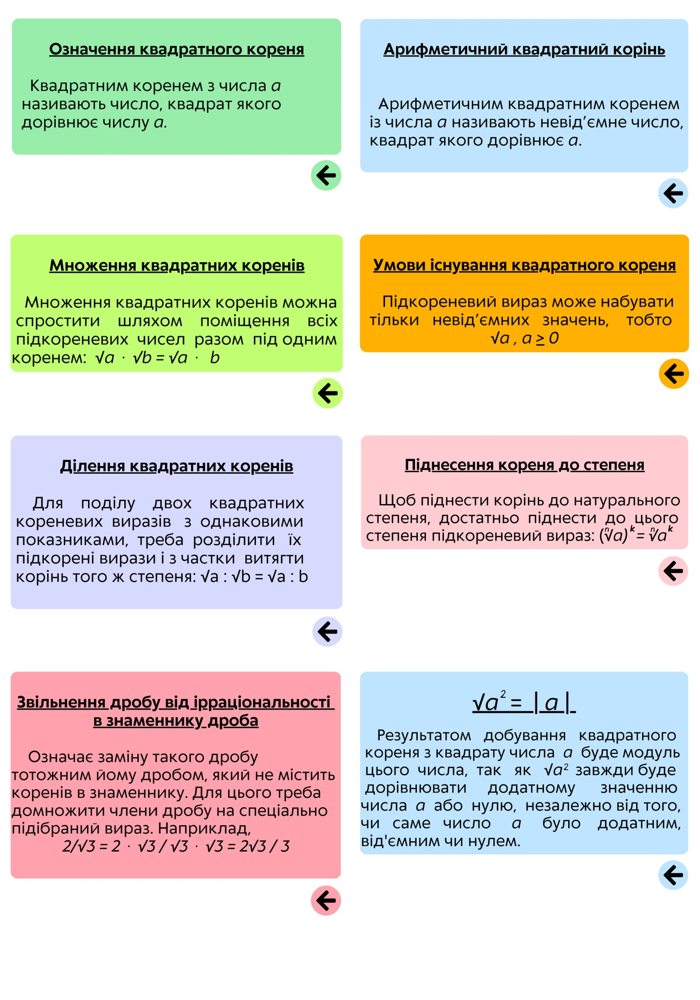 Означення квадратного кореня
Квадратним коренем з числа a
називають число, квадрат якого
дорівнює числу a.
Арифметичний квадратний корінь
Арифметичним квадратним коренем
із числа a називають невід’ємне число,
квадрат якого дорівнює a.
Множення квадратних коренів
Множення квадратних коренів можна
спростити шляхом поміщення всіх
підкореневих чисел разом під одним
коренем: √a · √b = √a · b
Умови існування квадратного кореня
Підкореневий вираз може набувати
тільки невід’ємних значень, тобто
√a , a ≥ 0
Ділення квадратних коренів
Для поділу двох квадратних
кореневих виразів з однаковими
показниками, треба розділити їх
підкорені вирази і з частки витягти
корінь того ж степеня: √a : √b = √a : b
Піднесення кореня до степеня
Щоб піднести корінь до натурального
степеня, достатньо піднести до цього
степеня підкореневий вираз: (ⁿ√a)ᵏ = ⁿ√aᵏ
Звільнення дробу від ірраціональності
в знаменнику дроба
Означає заміну такого дробу
тотожним йому дробом, який не містить
коренів в знаменнику. Для цього треба
домножити члени дробу на спеціально
підібраний вираз. Наприклад,
2/√3 = 2 · √3 / √3 · √3 = 2√3 / 3
√a² = | a |
Результатом добування квадратного
кореня з квадрату числа a буде модуль
цього числа, так як √a² завжди буде
дорівнювати додатному значенню
числа a або нулю, незалежно від того,
чи саме число a було додатним,
від'ємним чи нулем.